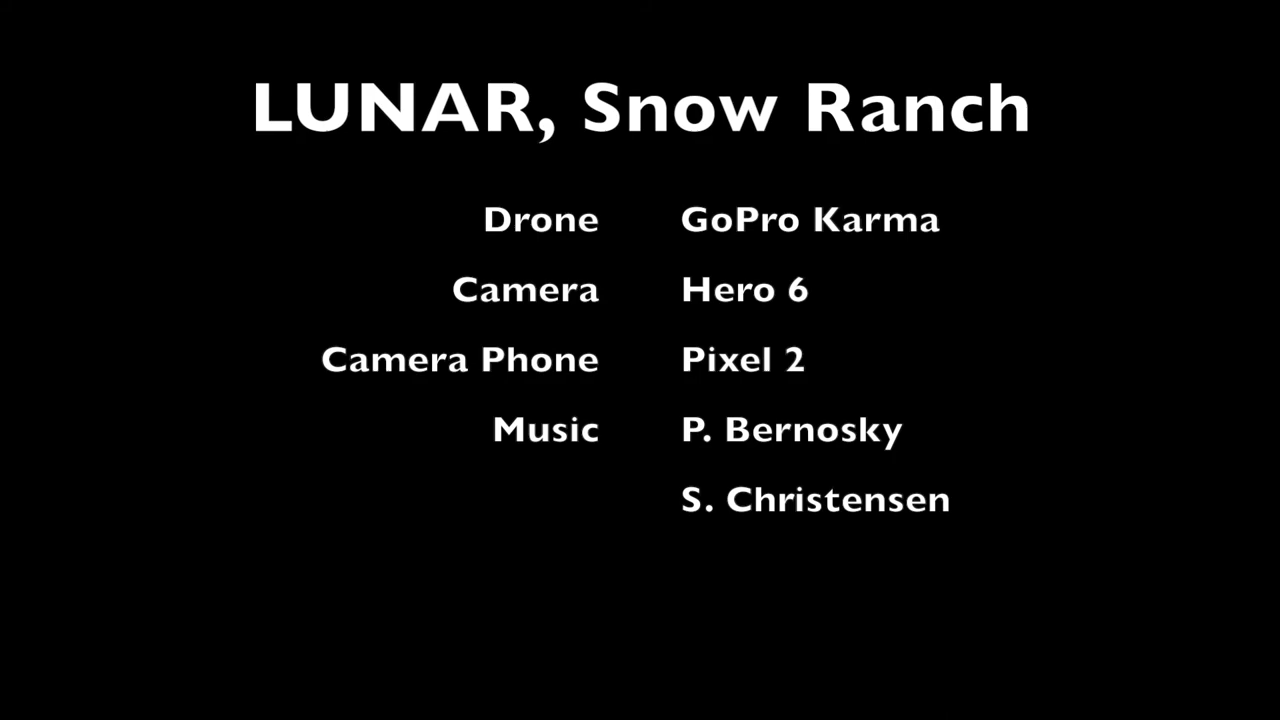 LUNAR, Snow Ranch
Drone GoPro Karma
Camera Hero 6
Camera Phone Pixel 2
Music P. Bernosky
S. Christensen